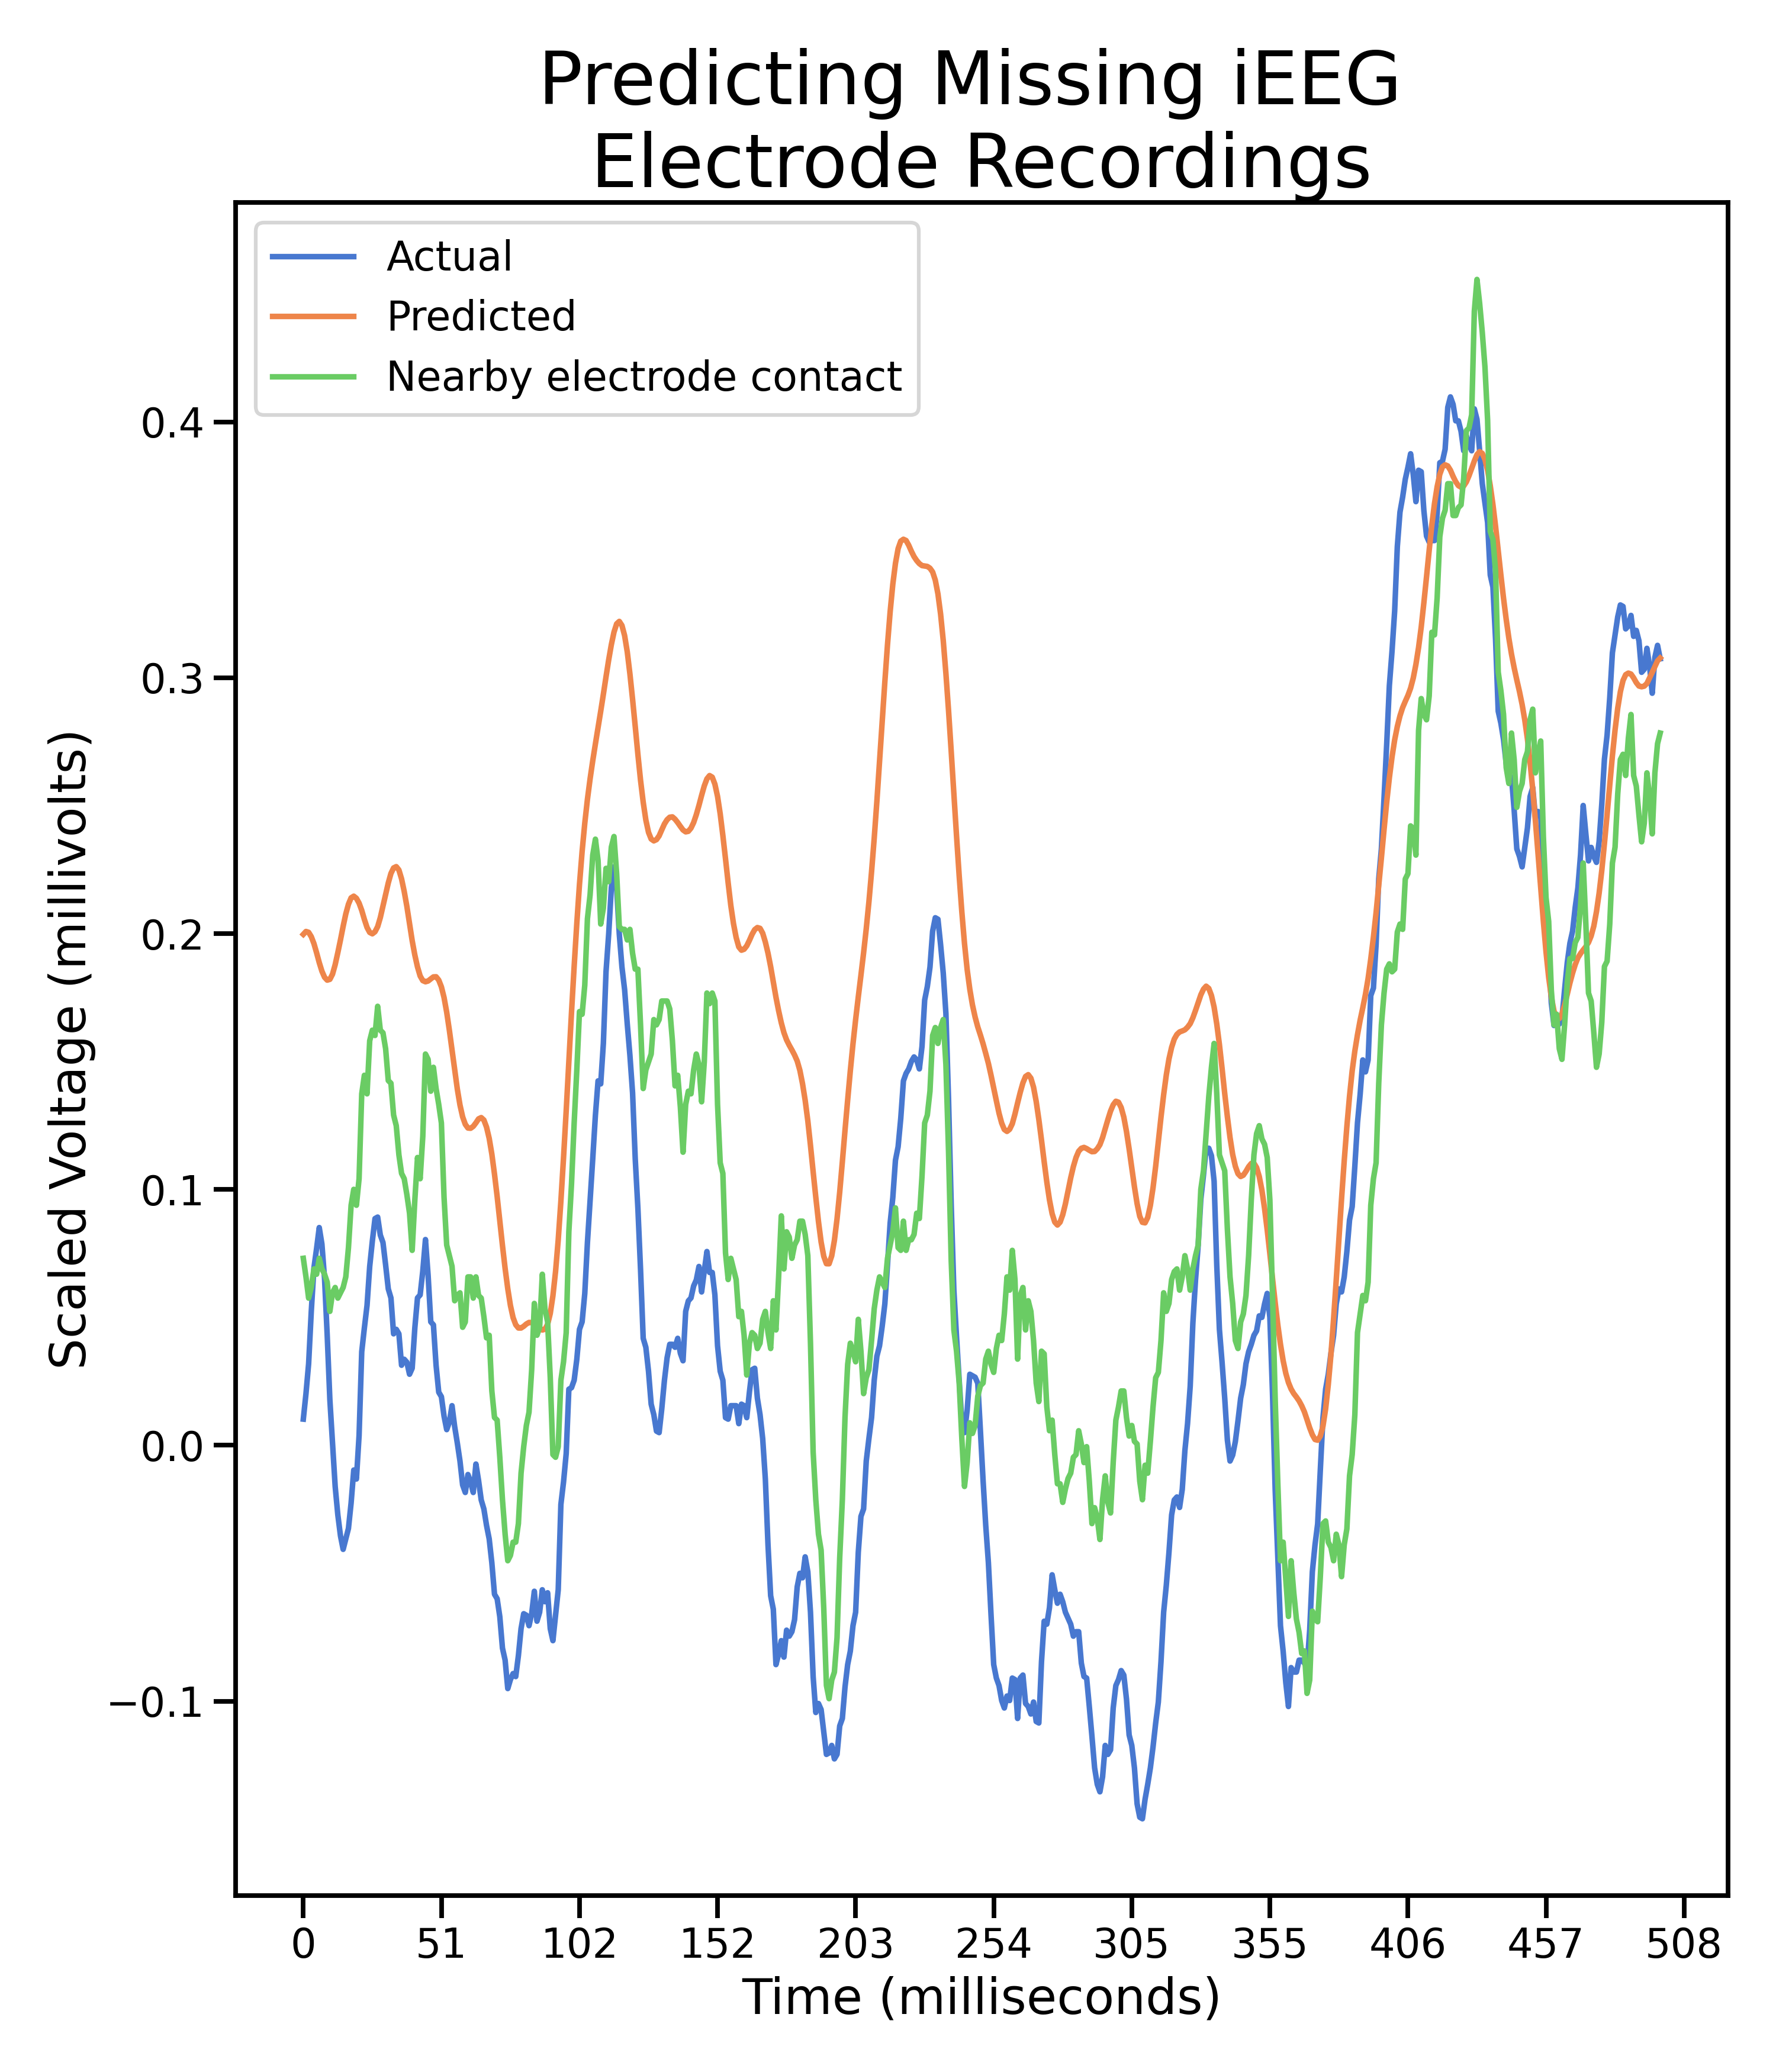 Predicting Missing iEEG
Electrode Recordings
Actual
Predicted
Nearby electrode contact
Scaled Voltage (millivolts)
0.4
0.3
0.2
0.1
0.0
−0.1
0 51 102 152 203 254 305 355 406 457 508
Time (milliseconds)